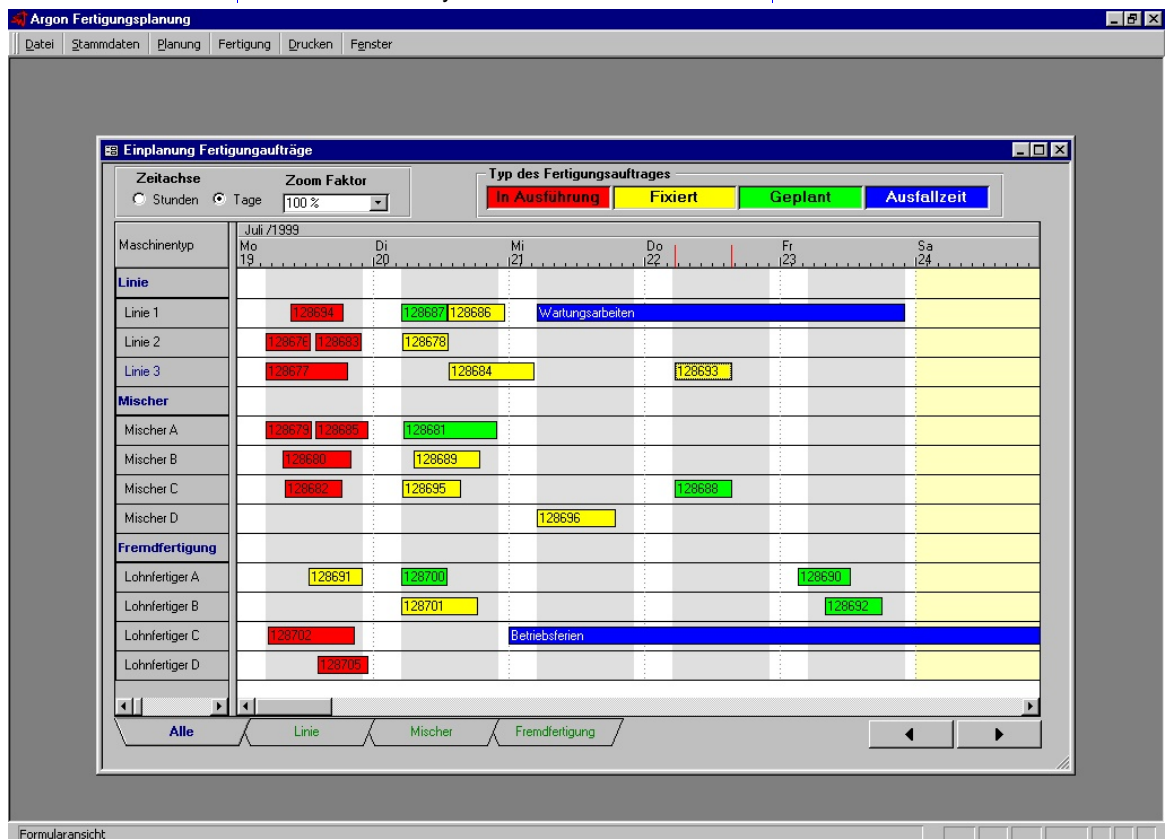 Argon Fertigungsplanung
Datei Stammdaten Planung Fertigung Drucken Fenster
Einplanung Fertigungaufträge
Zeitachse Zoom Faktor Typ des Fertigungsauftrages
Stunden Tage 100 % In Ausführung Fixiert Geplant Ausfallzeit
Juli /1999
Maschinentyp Mo Di Mi Do Fr Sa
19 20 21 22 23 24
Linie
Linie 1 128694 128687 128686 Wartungsarbeiten
Linie 2 128676 128683 128678
Linie 3 128677 128684 128693
Mischer
Mischer A 128679 128685 128681
Mischer B 128680 128689
Mischer C 128682 128695 128688
Mischer D 128696
Fremdfertigung
Lohnfertiger A 128691 128700 128690
Lohnfertiger B 128701 128692
Lohnfertiger C 128702 Betriebsferien
Lohnfertiger D 128705
Alle Linie Mischer Fremdfertigung
Formularansicht